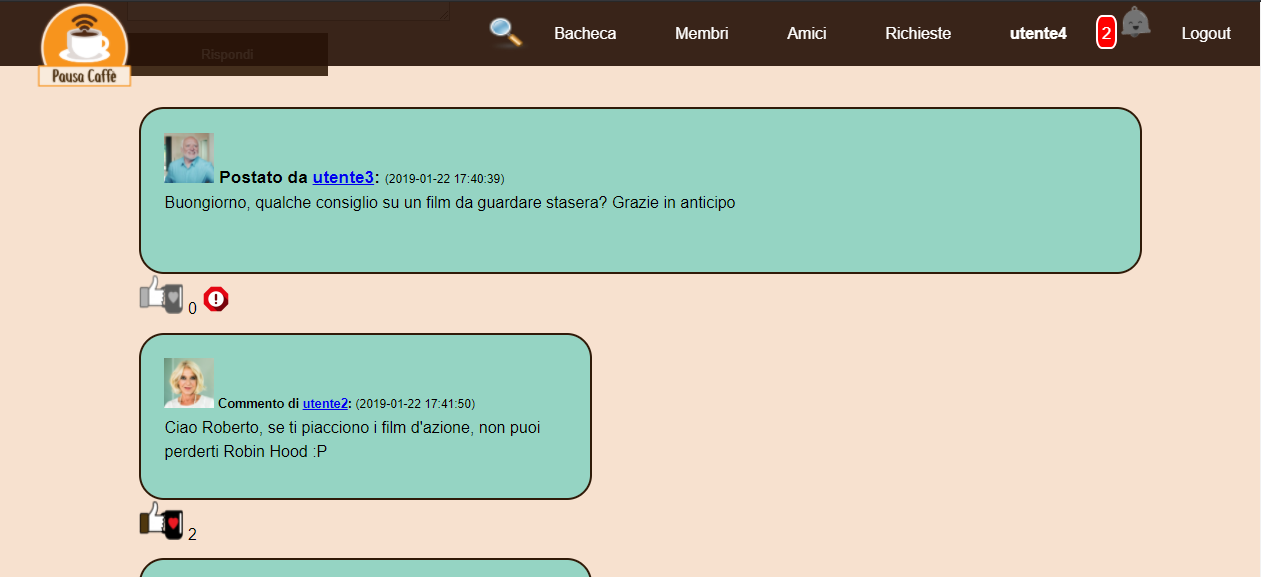 Bacheca Membri Amici Richieste utente4 2 Logout
Rispondi
Pausa Caffè
Postato da utente3: (2019-01-22 17:40:39)
Buongiorno, qualche consiglio su un film da guardare stasera? Grazie in anticipo
0
Commento di utente2: (2019-01-22 17:41:50)
Ciao Roberto, se ti piacciono i film d'azione, non puoi
perderti Robin Hood :P
2